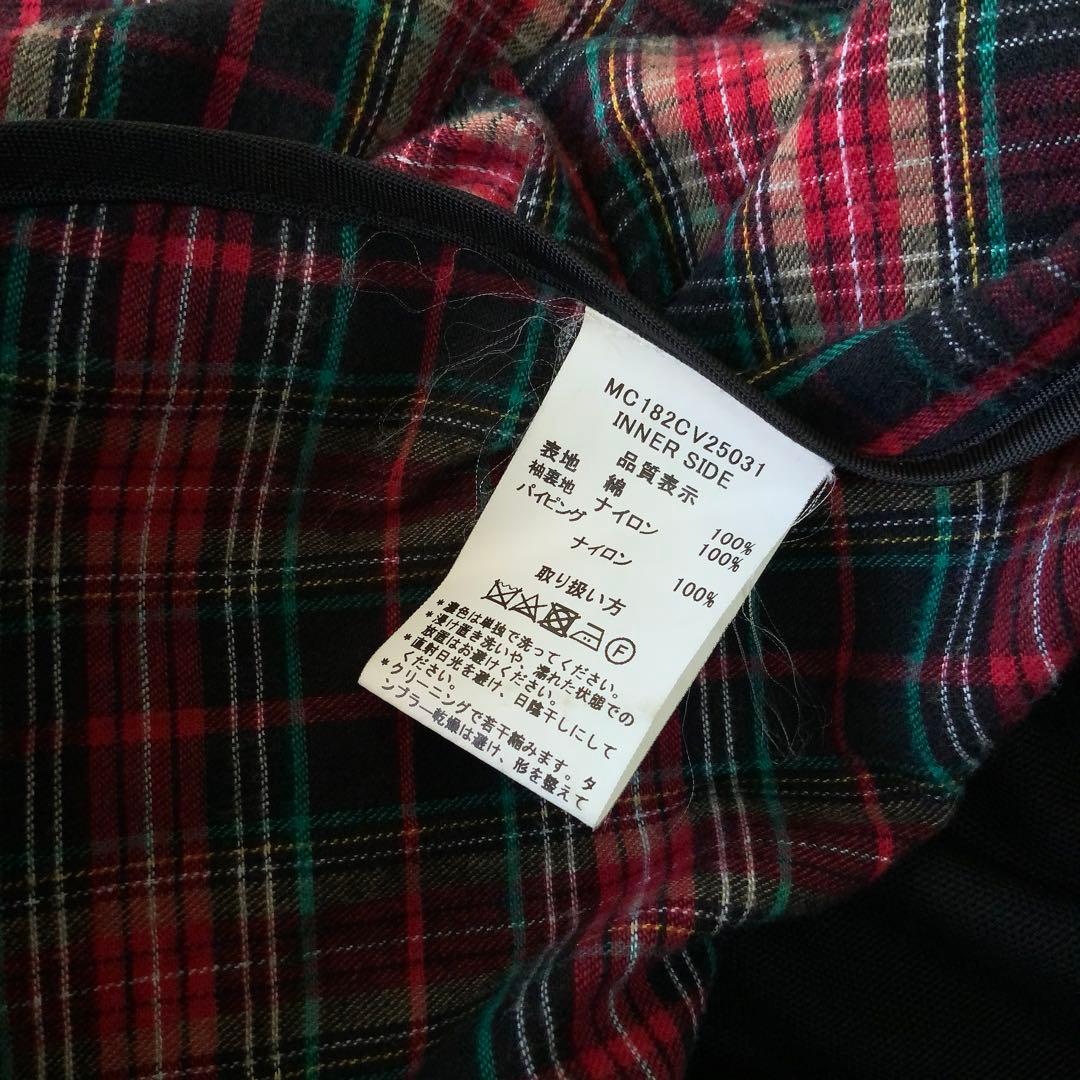 MC182CV25031
INNER SIDE
品質表示
表地 綿 100%
袖裏地 ナイロン 100%
パイピング
ナイロン 100%
取り扱い方
F
*濃色は単独で洗ってください。
*浸け置き洗いや、濡れた状態での
放置はお避けください。
*直射日光を避け、日陰干しにして
ください。
*クリーニングで若干縮みます。タ
ンブラー乾燥は避け、形を整えて